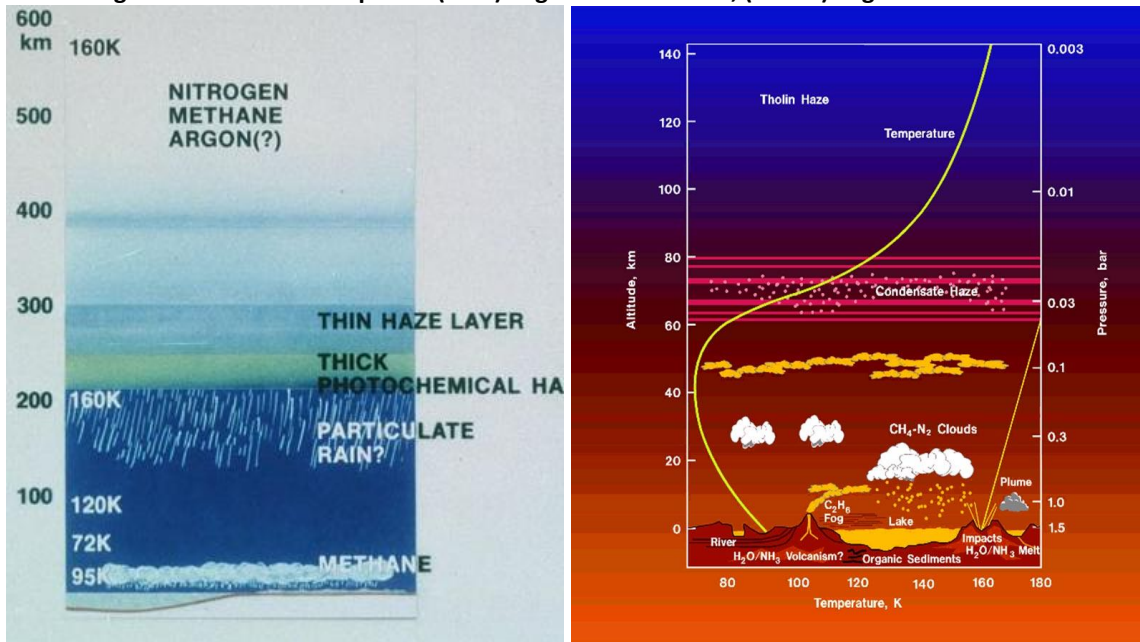 600
km
160K
NITROGEN
METHANE
ARGON(?)
500
400
300
THIN HAZE LAYER
THICK
PHOTOCHEMICAL HA
200
160K
PARTICULATE
RAIN?
100
120K
72K
METHANE
95K
140
0.003
Tholin Haze
120
Temperature
100
0.01
80
Altitude, km
Pressure, bar
Condensate Haze
0.03
60
0.1
40
CH₄-N₂ Clouds
0.3
20
Plume
1.0
C₂H₆
Fog
Lake
0
1.5
River
Impacts
H₂O/NH₃ Volcanism?
Organic Sediments
H₂O/NH₃ Melt
80
100
120
140
160
180
Temperature, K